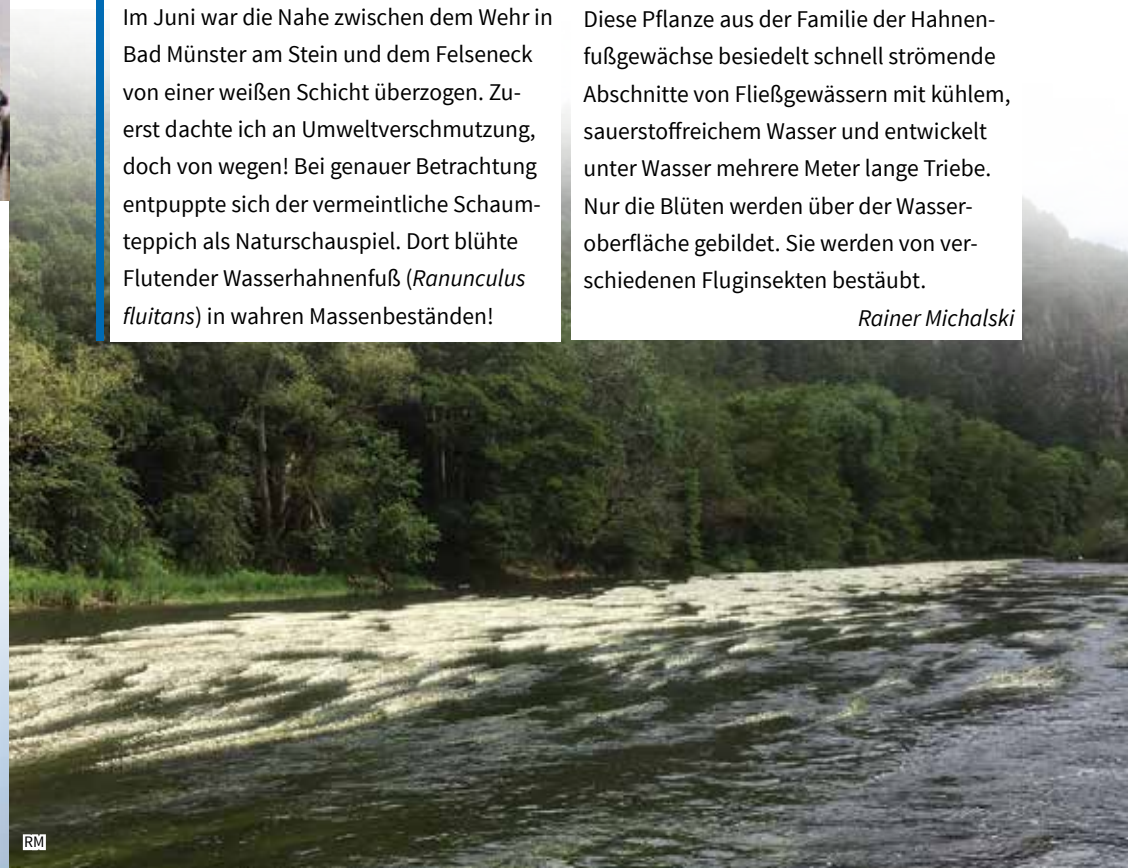 Im Juni war die Nahe zwischen dem Wehr in
Bad Münster am Stein und dem Felseneck
von einer weißen Schicht überzogen. Zu-
erst dachte ich an Umweltverschmutzung,
doch von wegen! Bei genauer Betrachtung
entpuppte sich der vermeintliche Schaum-
teppich als Naturschauspiel. Dort blühte
Flutender Wasserhahnenfuß (Ranunculus
fluitans) in wahren Massenbeständen!
Diese Pflanze aus der Familie der Hahnen-
fußgewächse besiedelt schnell strömende
Abschnitte von Fließgewässern mit kühlem,
sauerstoffreichem Wasser und entwickelt
unter Wasser mehrere Meter lange Triebe.
Nur die Blüten werden über der Wasser-
oberfläche gebildet. Sie werden von ver-
schiedenen Fluginsekten bestäubt.
Rainer Michalski
RM